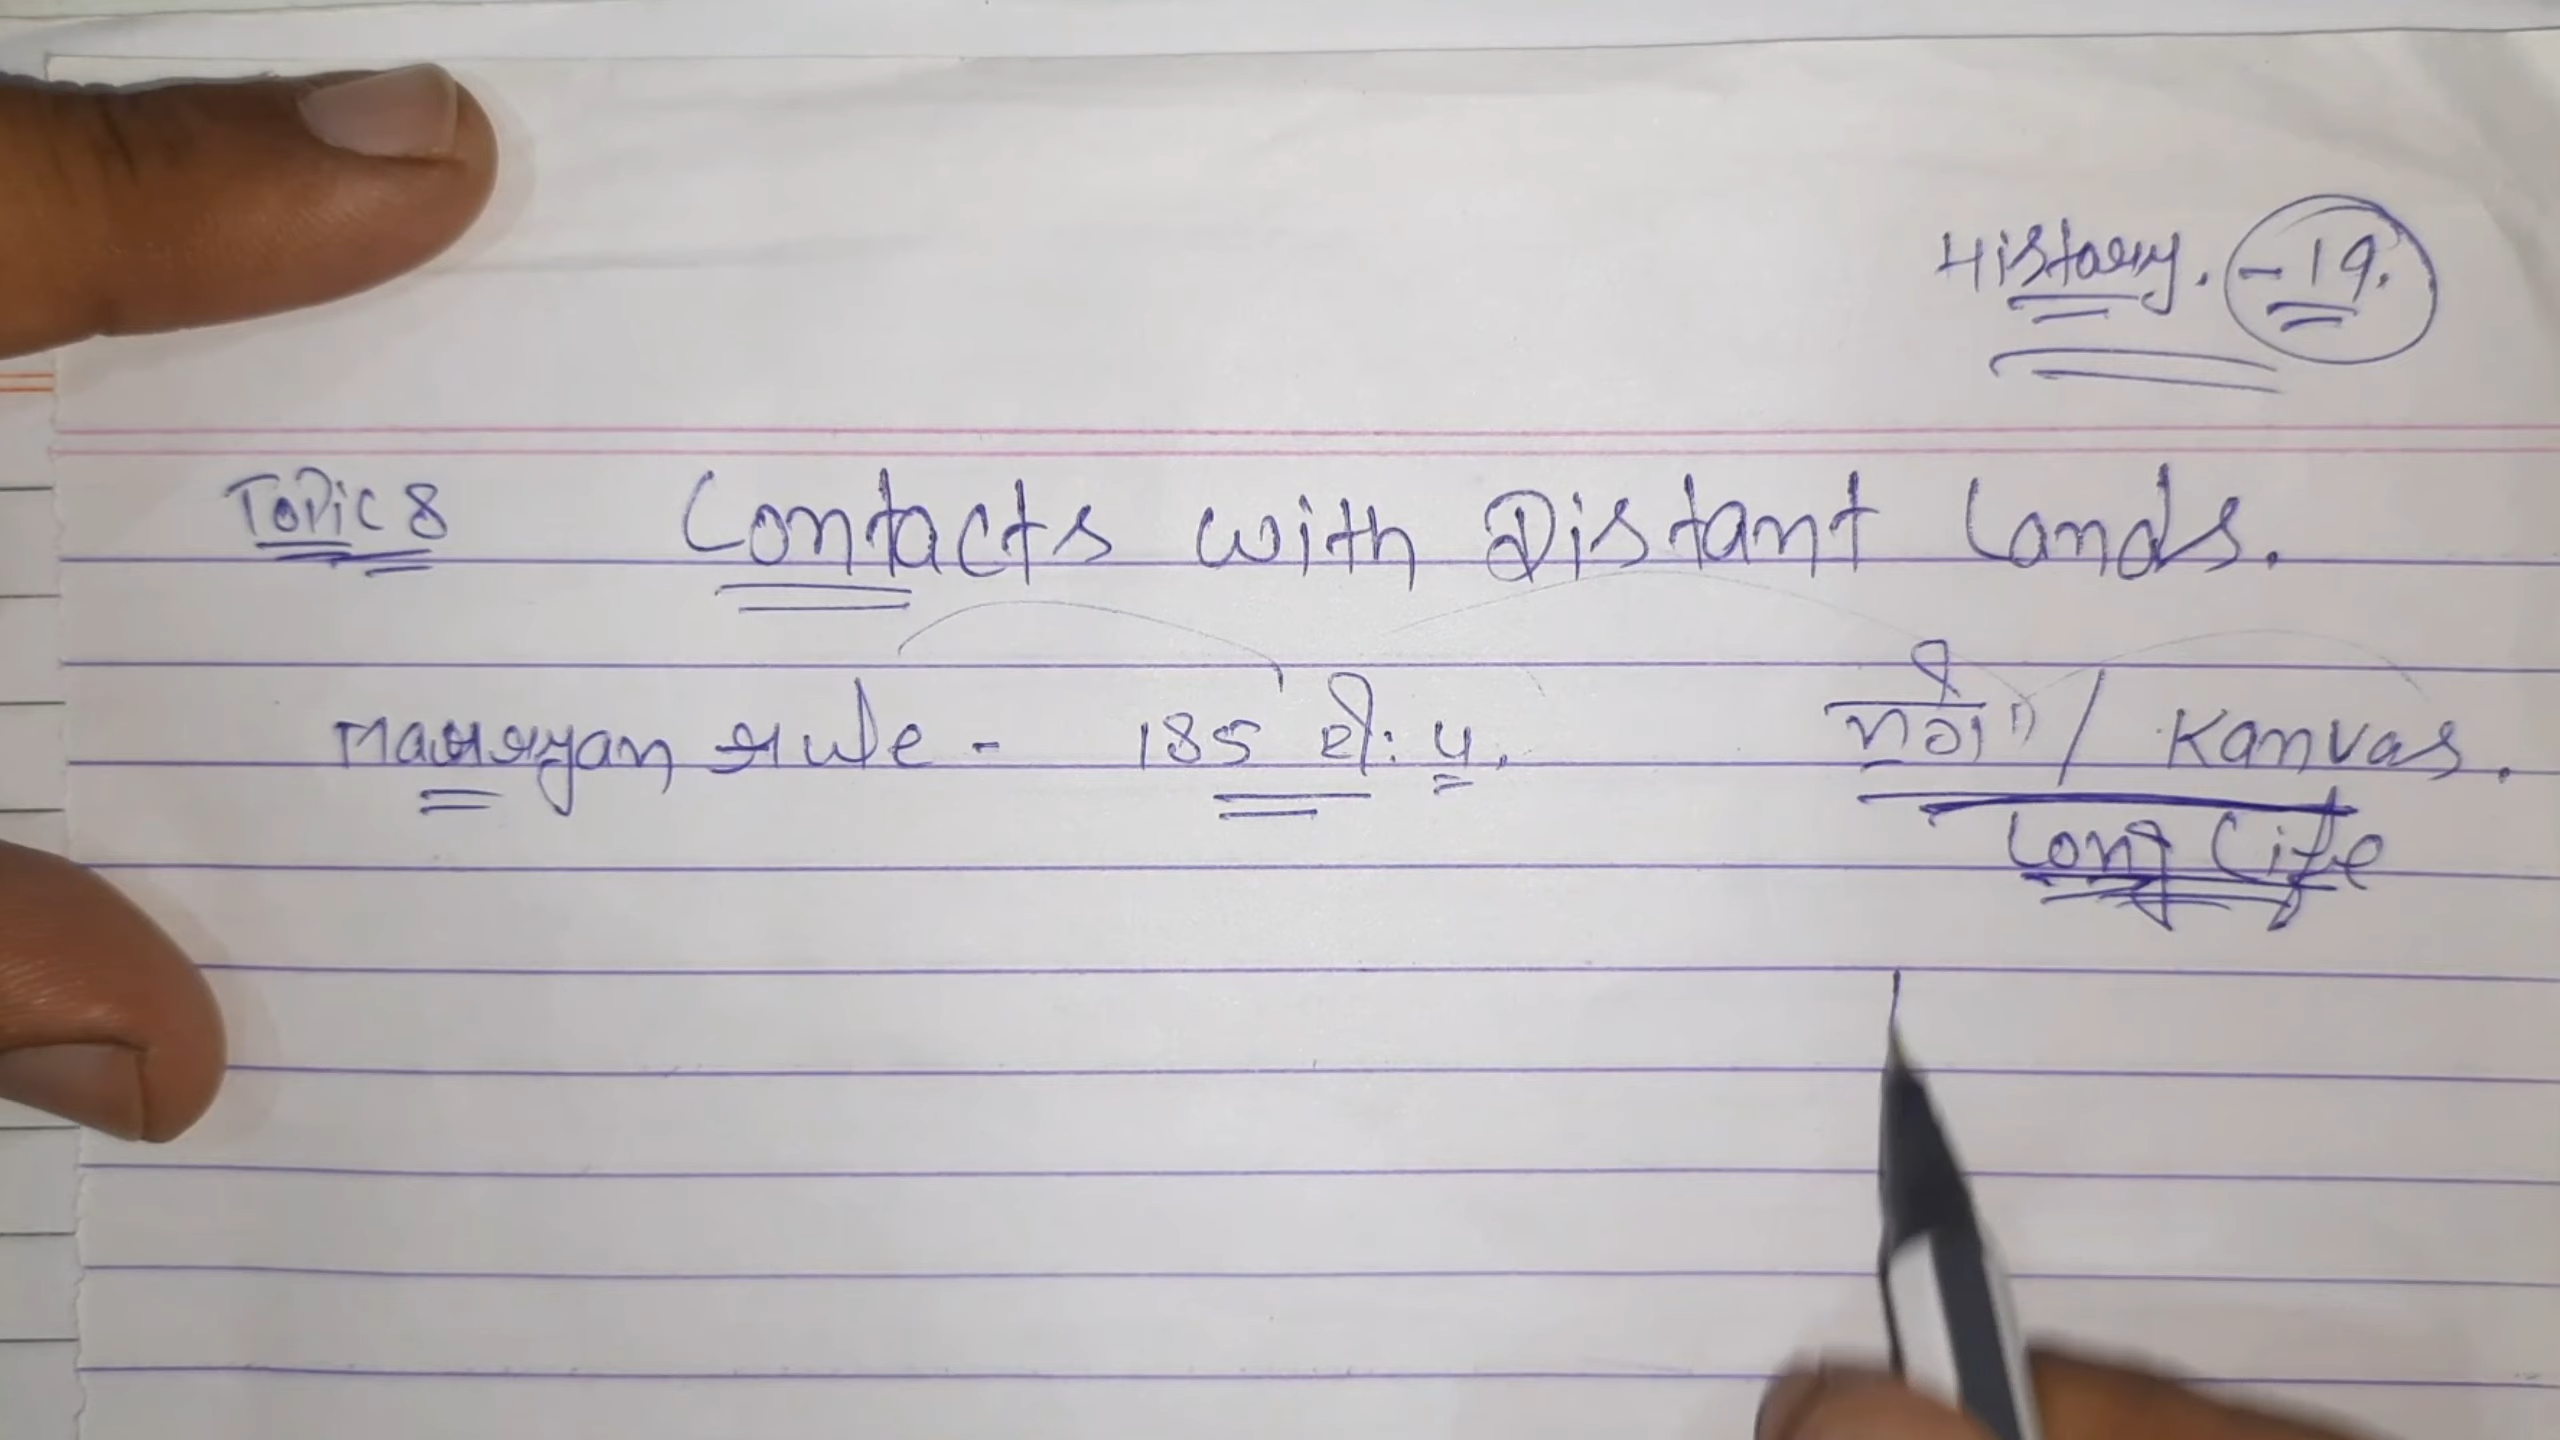 History. -19.
Topic 8 Contacts with Distant Lands.
Mauryan rule - 185 / Kanvas.
Long Life